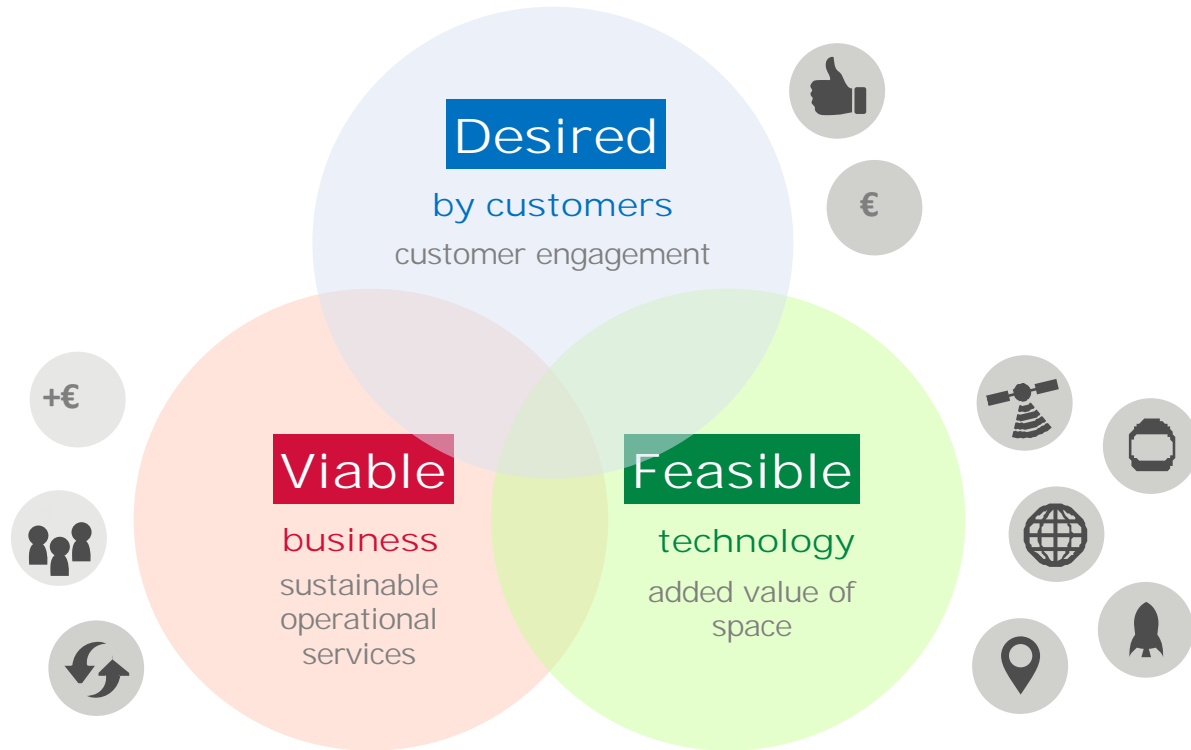 Desired
by customers
customer engagement
€
+€
Viable
business
sustainable
operational
services
Feasible
technology
added value of
space